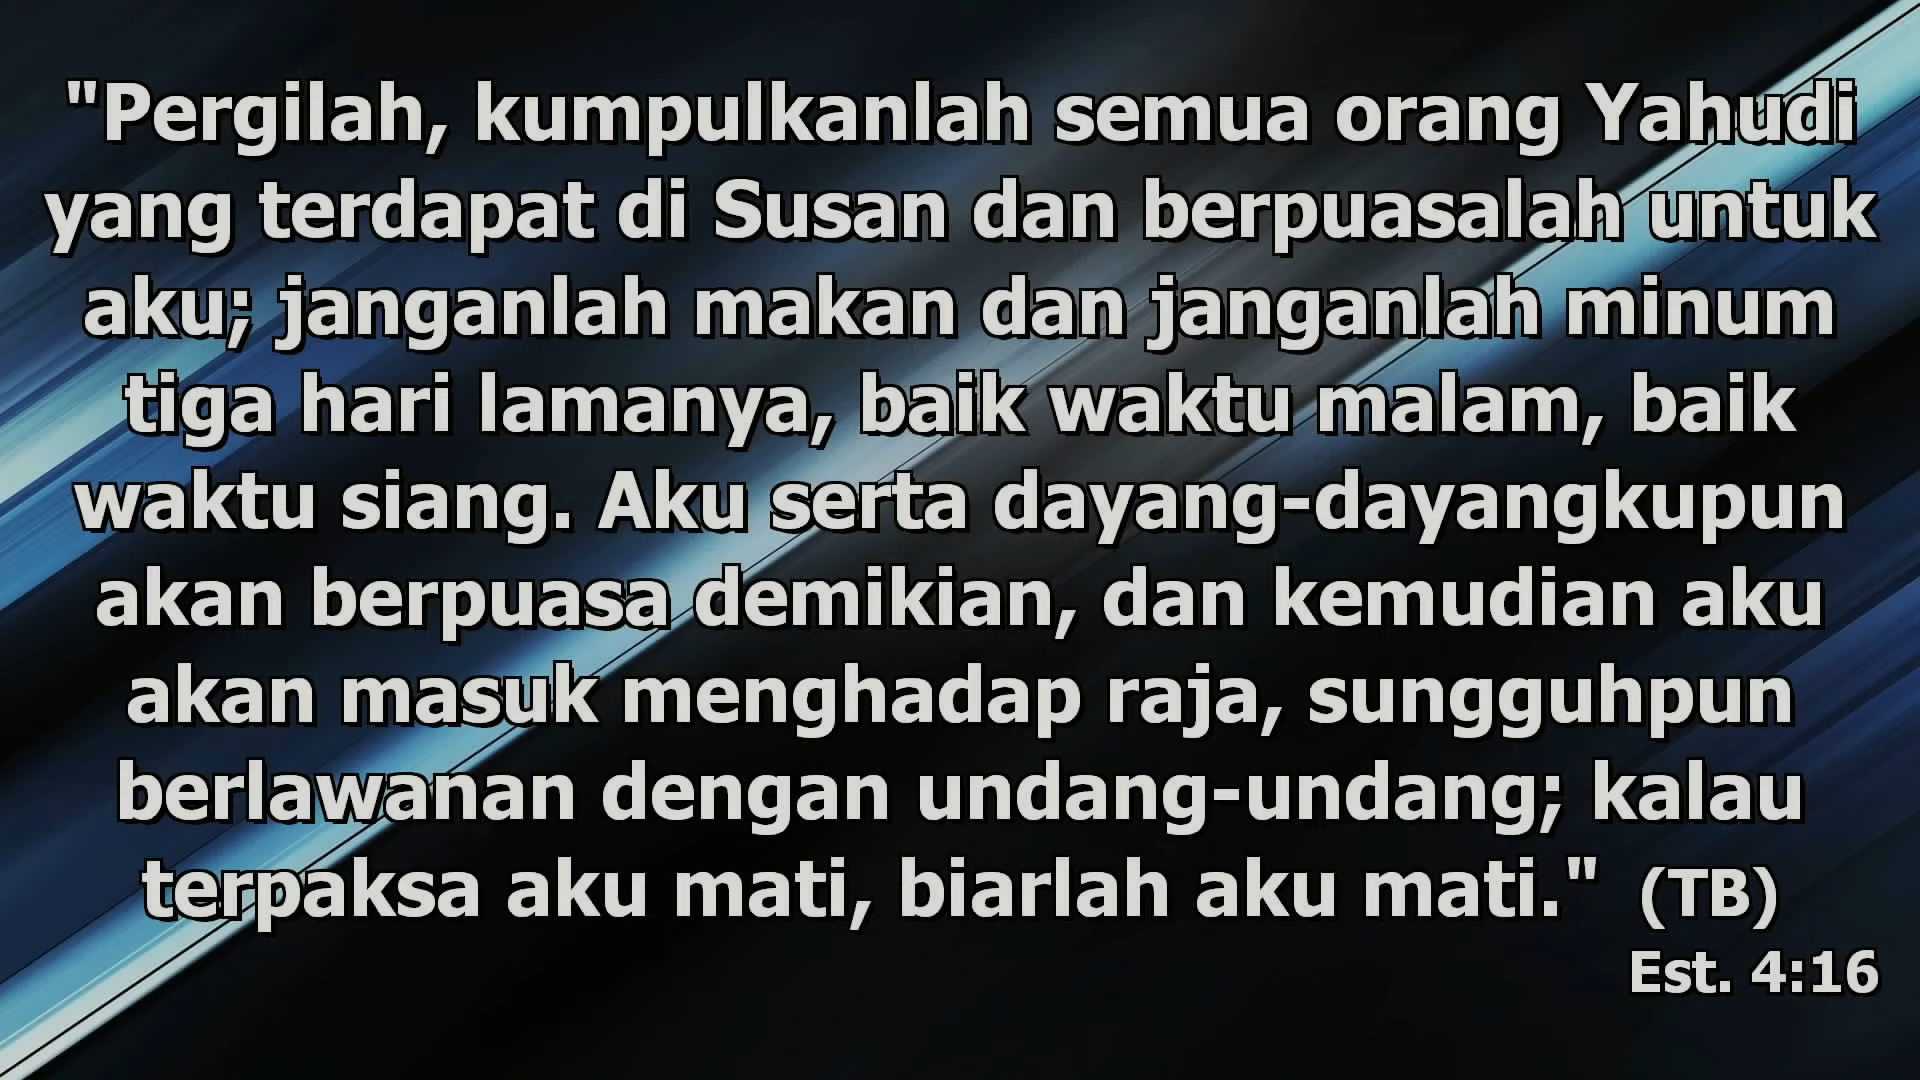 "Pergilah, kumpulkanlah semua orang Yahudi
yang terdapat di Susan dan berpuasalah untuk
aku; janganlah makan dan janganlah minum
tiga hari lamanya, baik waktu malam, baik
waktu siang. Aku serta dayang-dayangkupun
akan berpuasa demikian, dan kemudian aku
akan masuk menghadap raja, sungguhpun
berlawanan dengan undang-undang; kalau
terpaksa aku mati, biarlah aku mati." (TB)
Est. 4:16